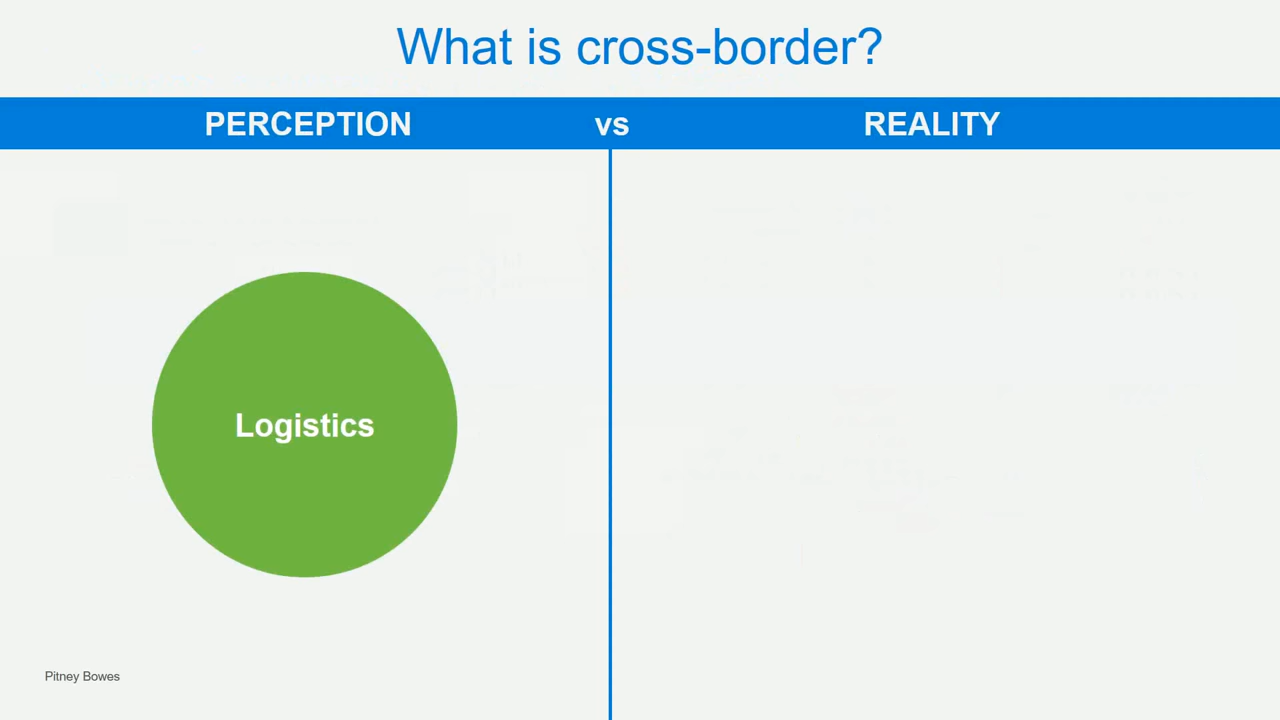 What is cross-border?
PERCEPTION vs REALITY
Logistics
Pitney Bowes